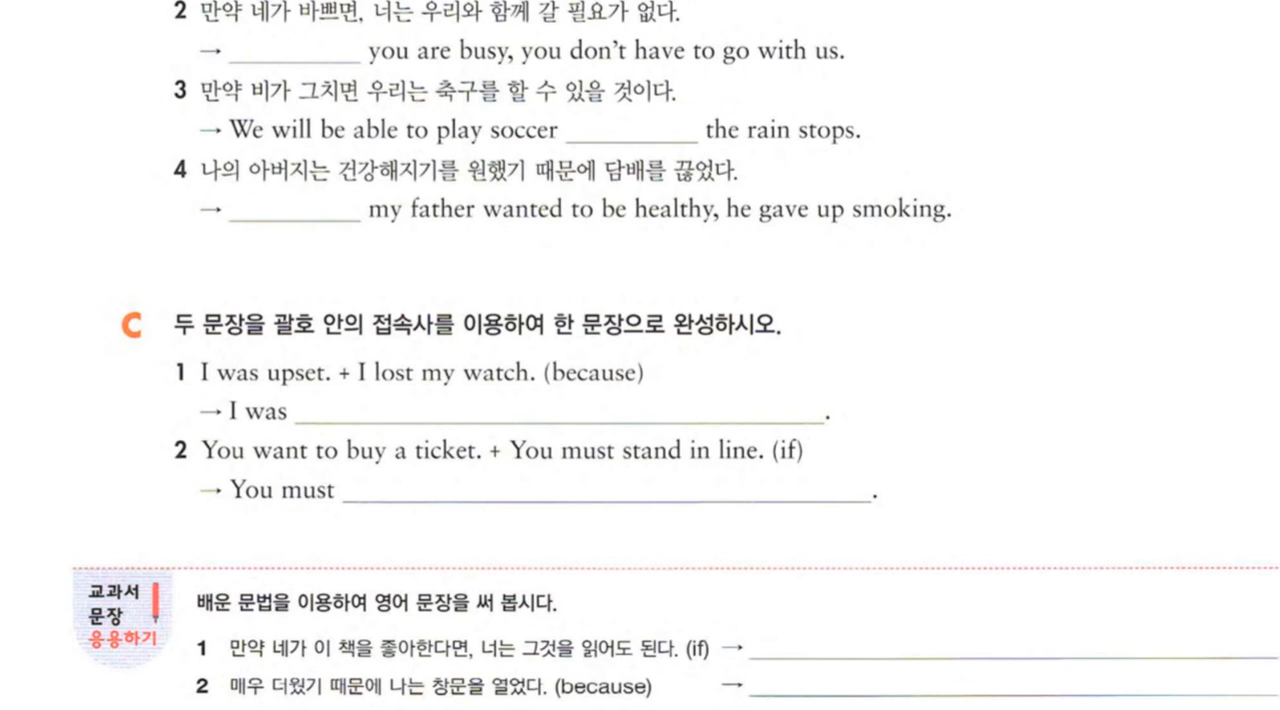 2 만약 네가 바쁘면, 너는 우리와 함께 갈 필요가 없다.
→ __________ you are busy, you don't have to go with us.
3 만약 비가 그치면 우리는 축구를 할 수 있을 것이다.
→ We will be able to play soccer __________ the rain stops.
4 나의 아버지는 건강해지기를 원했기 때문에 담배를 끊었다.
→ __________ my father wanted to be healthy, he gave up smoking.
C 두 문장을 괄호 안의 접속사를 이용하여 한 문장으로 완성하시오.
1 I was upset. + I lost my watch. (because)
→ I was ______________________________.
2 You want to buy a ticket. + You must stand in line. (if)
→ You must ______________________________.
교과서
문장
응용하기
배운 문법을 이용하여 영어 문장을 써 봅시다.
1 만약 네가 이 책을 좋아한다면, 너는 그것을 읽어도 된다. (if) → ______________________________
2 매우 더웠기 때문에 나는 창문을 열었다. (because) → ______________________________